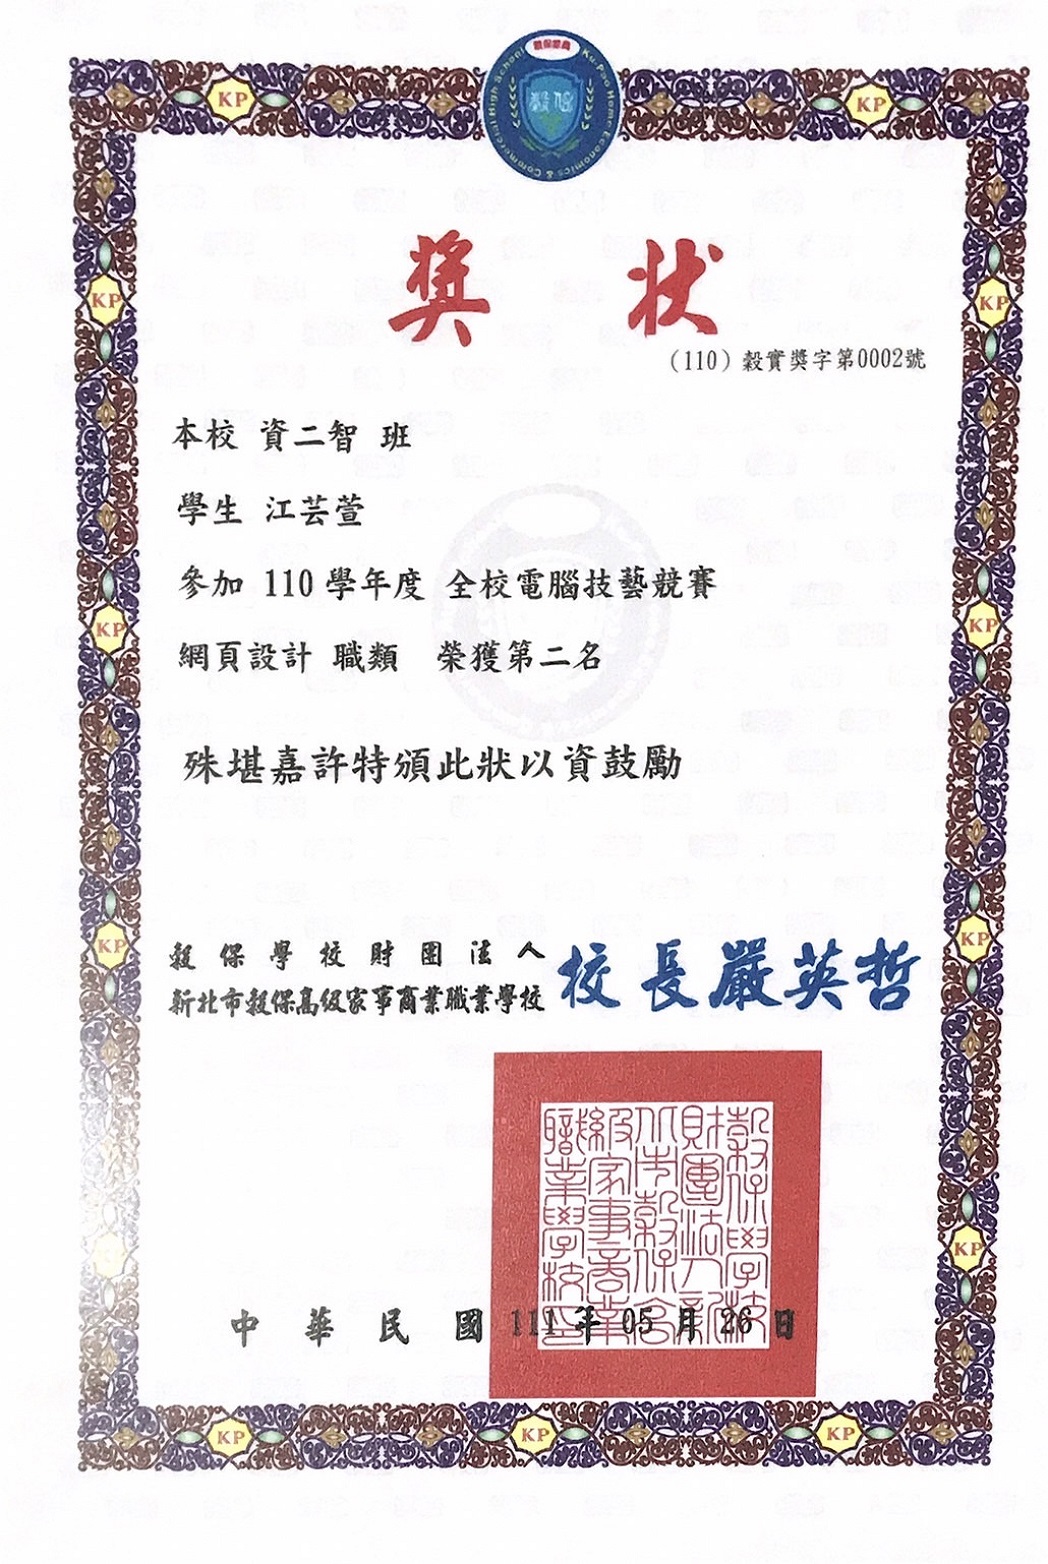 穀保家商
Ku-Pao Home Economics & Commercial High School
穀保
KP
KP
獎 狀
(110) 穀實獎字第0002號
本校 資二智 班
學生 江芸萱
參加 110 學年度 全校電腦技藝競賽
網頁設計 職類 榮獲第二名
殊堪嘉許特頒此狀以資鼓勵
穀保學校財團法人
新北市穀保高級家事商業職業學校
校長嚴英哲
穀保學校
財團法人新
北市穀保高
級家事商業
職業學校印
中華民國 111 年 05 月 26 日
KP
KP
KP
KP
KP
KP
KP
KP
KP
KP
KP